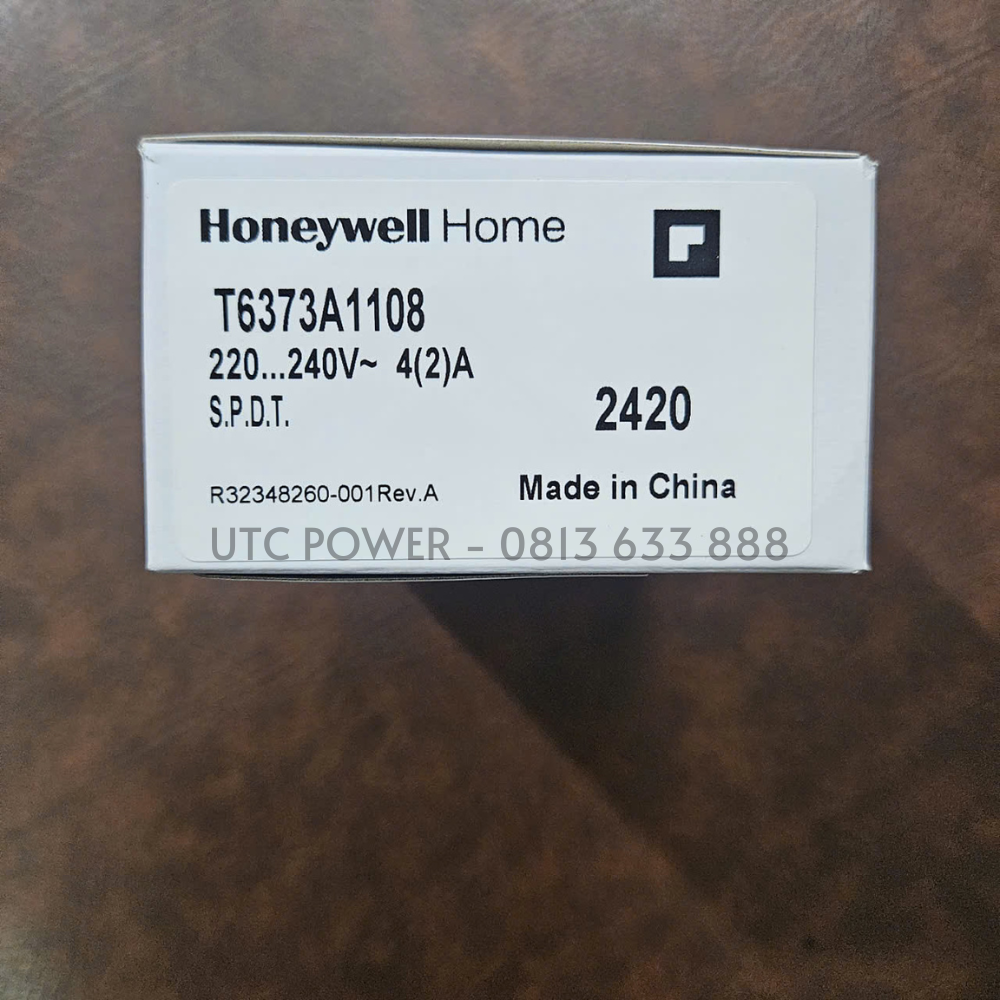 Honeywell Home
T6373A1108
220...240V~ 4(2)A
S.P.D.T.
2420
R32348260-001Rev.A
Made in China
UTC POWER - 0813 633 888